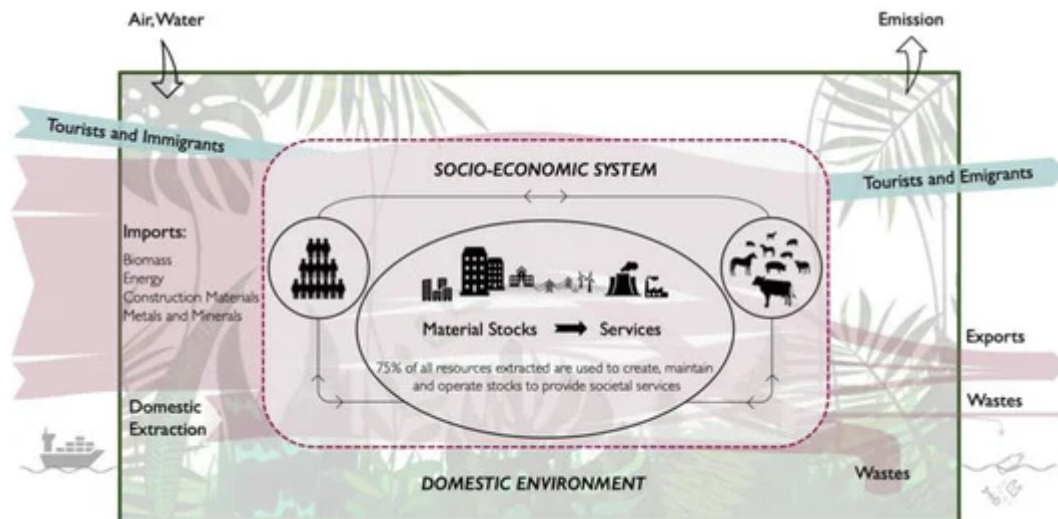 Air, Water
Emission
Tourists and Immigrants
SOCIO-ECONOMIC SYSTEM
Tourists and Emigrants
Imports:
Biomass
Energy
Construction Materials
Metals and Minerals
Material Stocks
Services
75% of all resources extracted are used to create, maintain
and operate stocks to provide societal services
Exports
Wastes
Domestic
Extraction
Wastes
DOMESTIC ENVIRONMENT